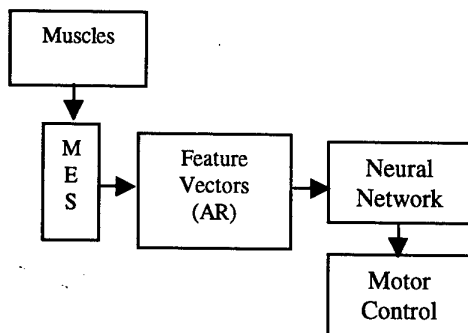 Muscles
M
E
S
Feature
Vectors
(AR)
Neural
Network
Motor
Control